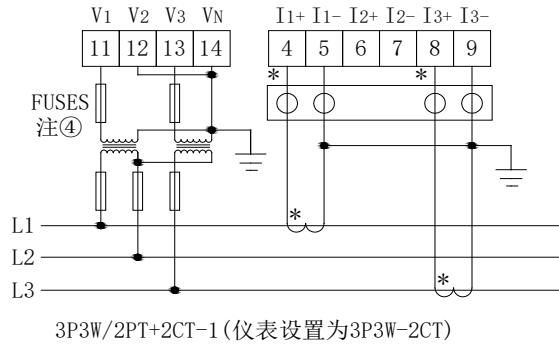 V1 V2 V3 VN I1+ I1- I2+ I2- I3+ I3-
11 12 13 14 4 5 6 7 8 9
* *
FUSES
注④
*
L1
L2
*
L3
3P3W/2PT+2CT-1(仪表设置为3P3W-2CT)